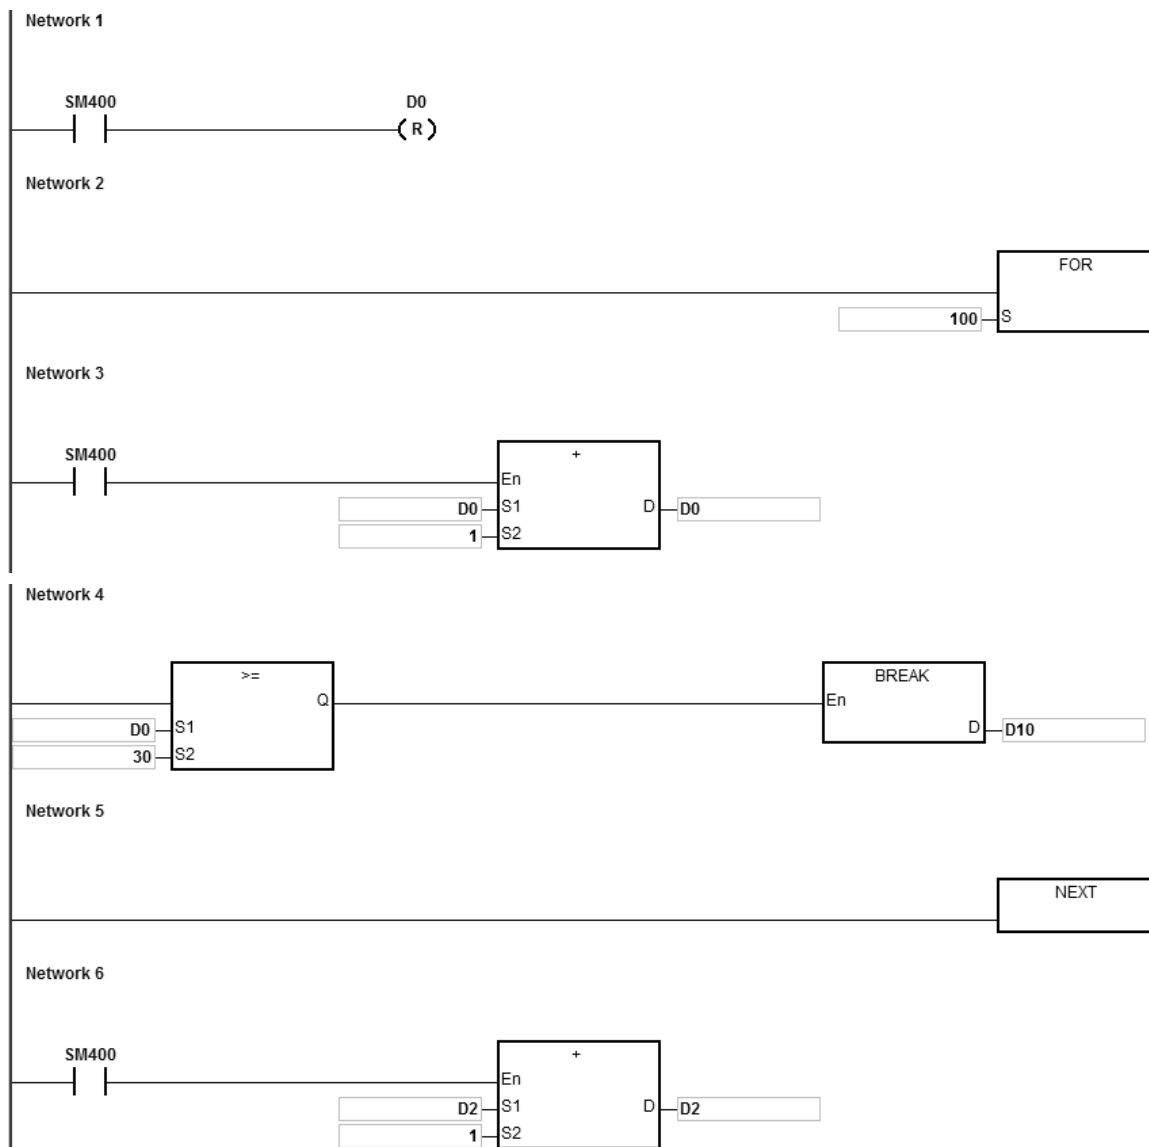 Network 1
SM400 D0
( R )
Network 2
FOR
100 S
Network 3
SM400 +
En
D0 S1 D D0
1 S2
Network 4
>= BREAK
Q En
D0 S1 D D10
30 S2
Network 5
NEXT
Network 6
SM400 +
En
D2 S1 D D2
1 S2